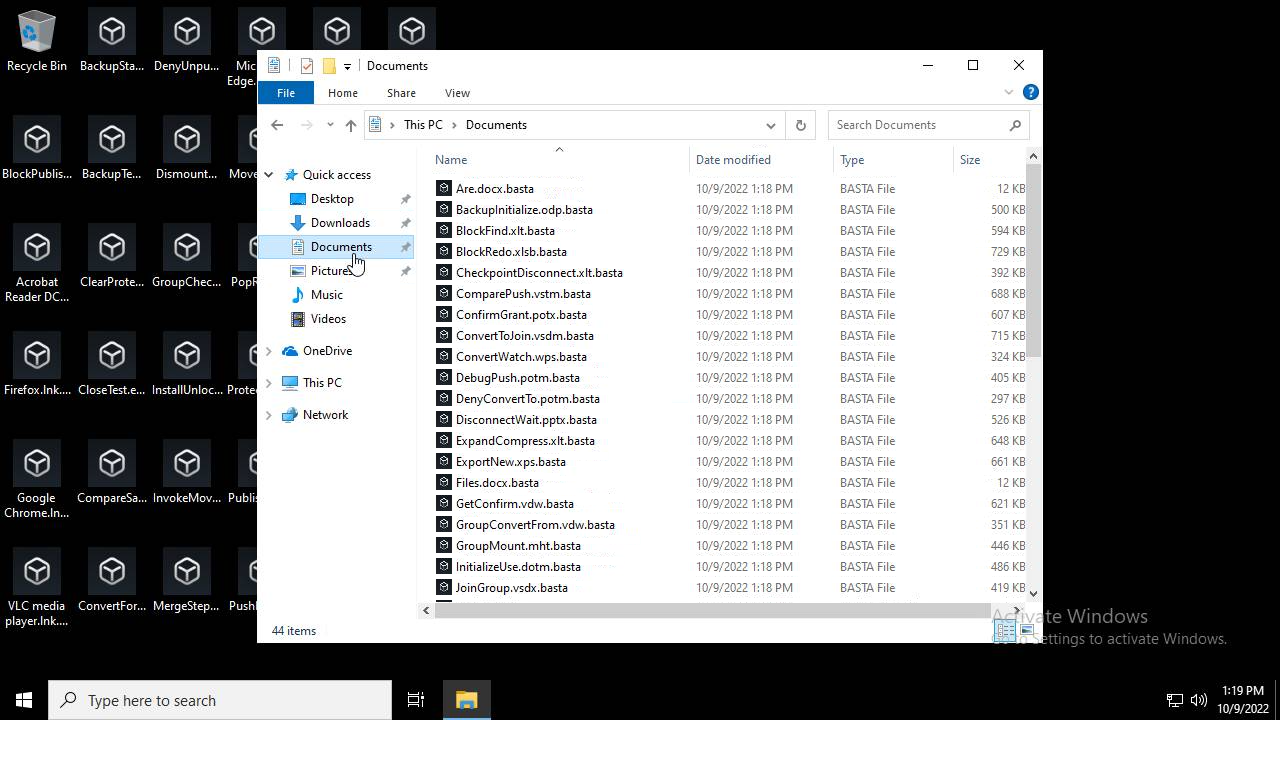 Recycle Bin
BackupSta...
DenyUnpu...
Mic
Edge.
BlockPublis...
BackupTe...
Dismount...
Move
Acrobat
Reader DC...
ClearProte...
GroupChec...
PopR
Firefox.lnk....
CloseTest.e...
InstallUnloc...
Prote
Google
Chrome.ln...
CompareSa...
InvokeMov...
Publis
VLC media
player.lnk....
ConvertFor...
MergeStep...
Push
Documents
File Home Share View
This PC Documents
Search Documents
Quick access
Desktop
Downloads
Documents
Pictures
Music
Videos
OneDrive
This PC
Network
Name Date modified Type Size
Are.docx.basta 10/9/2022 1:18 PM BASTA File 12 KB
BackupInitialize.odp.basta 10/9/2022 1:18 PM BASTA File 500 KB
BlockFind.xlt.basta 10/9/2022 1:18 PM BASTA File 594 KB
BlockRedo.xlsb.basta 10/9/2022 1:18 PM BASTA File 729 KB
CheckpointDisconnect.xlt.basta 10/9/2022 1:18 PM BASTA File 392 KB
ComparePush.vstm.basta 10/9/2022 1:18 PM BASTA File 688 KB
ConfirmGrant.potx.basta 10/9/2022 1:18 PM BASTA File 607 KB
ConvertToJoin.vsdm.basta 10/9/2022 1:18 PM BASTA File 715 KB
ConvertWatch.wps.basta 10/9/2022 1:18 PM BASTA File 324 KB
DebugPush.potm.basta 10/9/2022 1:18 PM BASTA File 405 KB
DenyConvertTo.potm.basta 10/9/2022 1:18 PM BASTA File 297 KB
DisconnectWait.pptx.basta 10/9/2022 1:18 PM BASTA File 526 KB
ExpandCompress.xlt.basta 10/9/2022 1:18 PM BASTA File 648 KB
ExportNew.xps.basta 10/9/2022 1:18 PM BASTA File 661 KB
Files.docx.basta 10/9/2022 1:18 PM BASTA File 12 KB
GetConfirm.vdw.basta 10/9/2022 1:18 PM BASTA File 621 KB
GroupConvertFrom.vdw.basta 10/9/2022 1:18 PM BASTA File 351 KB
GroupMount.mht.basta 10/9/2022 1:18 PM BASTA File 446 KB
InitializeUse.dotm.basta 10/9/2022 1:18 PM BASTA File 486 KB
JoinGroup.vsdx.basta 10/9/2022 1:18 PM BASTA File 419 KB
44 items
Activate Windows
Go to Settings to activate Windows.
Type here to search
1:19 PM
10/9/2022